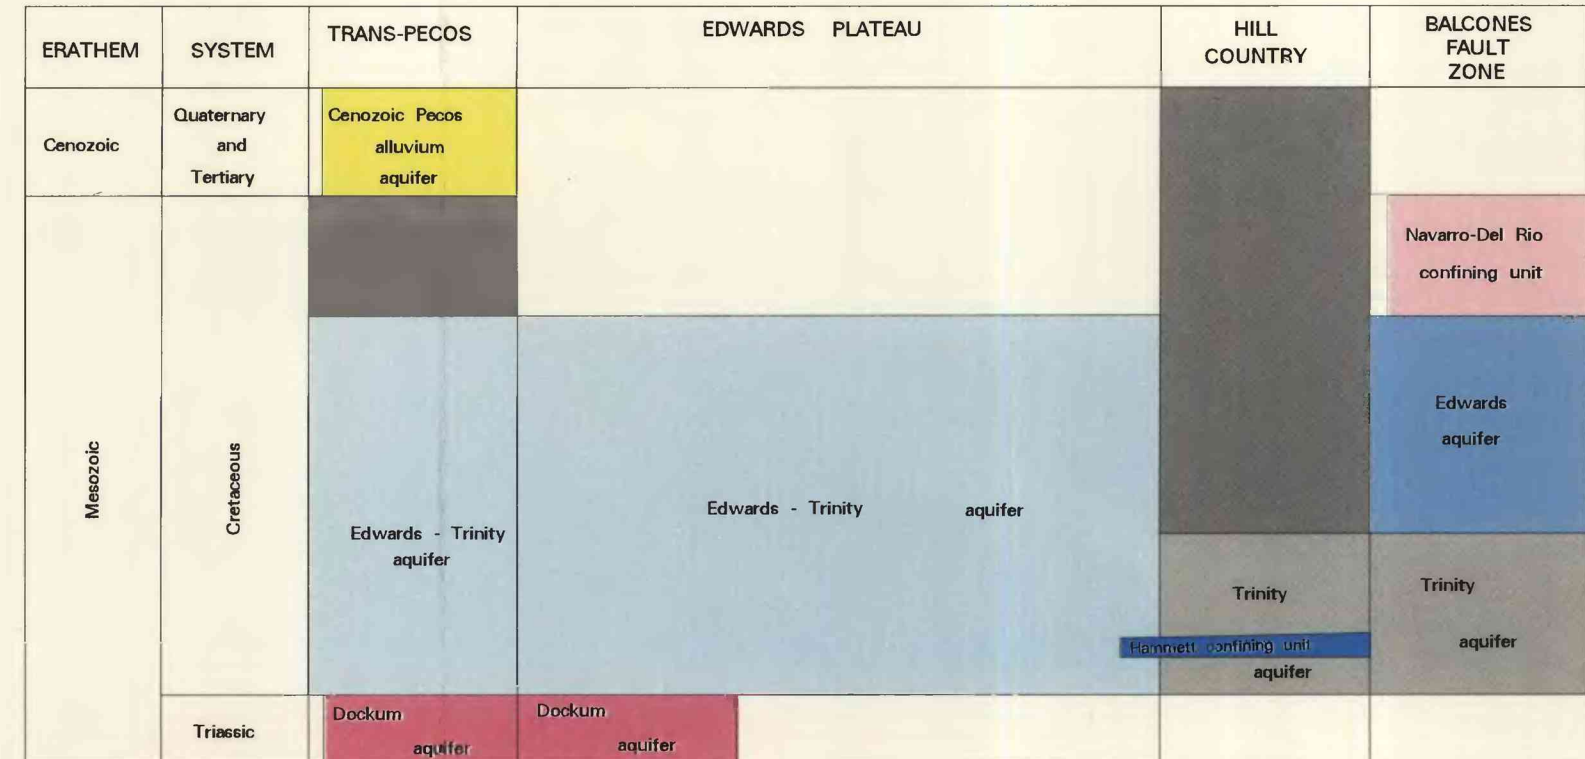 ERATHEM
SYSTEM
TRANS-PECOS
EDWARDS PLATEAU
HILL
COUNTRY
BALCONES
FAULT
ZONE
Cenozoic
Quaternary
and
Tertiary
Cenozoic Pecos
alluvium
aquifer
Navarro-Del Rio
confining unit
Mesozoic
Cretaceous
Edwards - Trinity
aquifer
Edwards - Trinity aquifer
Edwards
aquifer
Trinity
Hammett confining unit
aquifer
Trinity
aquifer
Triassic
Dockum
aquifer
Dockum
aquifer